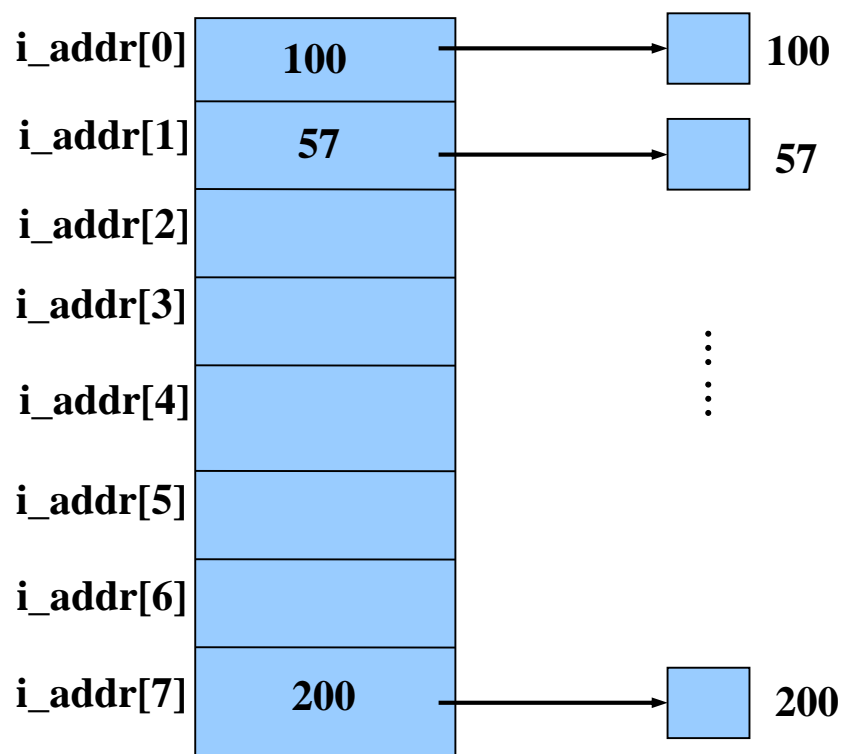 i_addr[0] 100 100
i_addr[1] 57 57
i_addr[2]
i_addr[3]
i_addr[4]
i_addr[5]
i_addr[6]
i_addr[7] 200 200